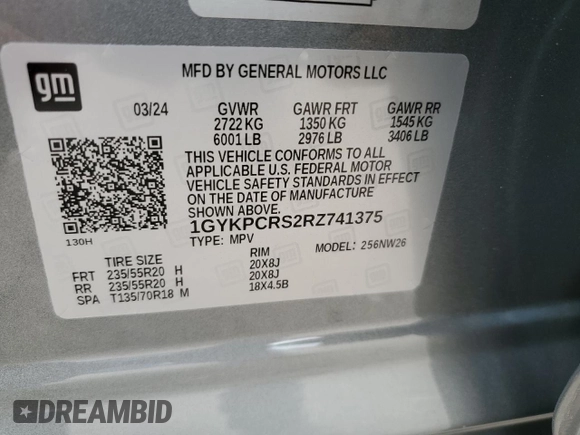 gm
MFD BY GENERAL MOTORS LLC
03/24 GVWR GAWR FRT GAWR RR
2722 KG 1350 KG 1545 KG
6001 LB 2976 LB 3406 LB
THIS VEHICLE CONFORMS TO ALL
APPLICABLE U.S. FEDERAL MOTOR
VEHICLE SAFETY STANDARDS IN EFFECT
ON THE DATE OF MANUFACTURE
SHOWN ABOVE.
1GYKPCRS2RZ741375
130H
TYPE: MPV MODEL: 256NW26
TIRE SIZE RIM
FRT 235/55R20 H 20X8J
RR 235/55R20 H 20X8J
SPA T135/70R18 M 18X4.5B
DREAMBID